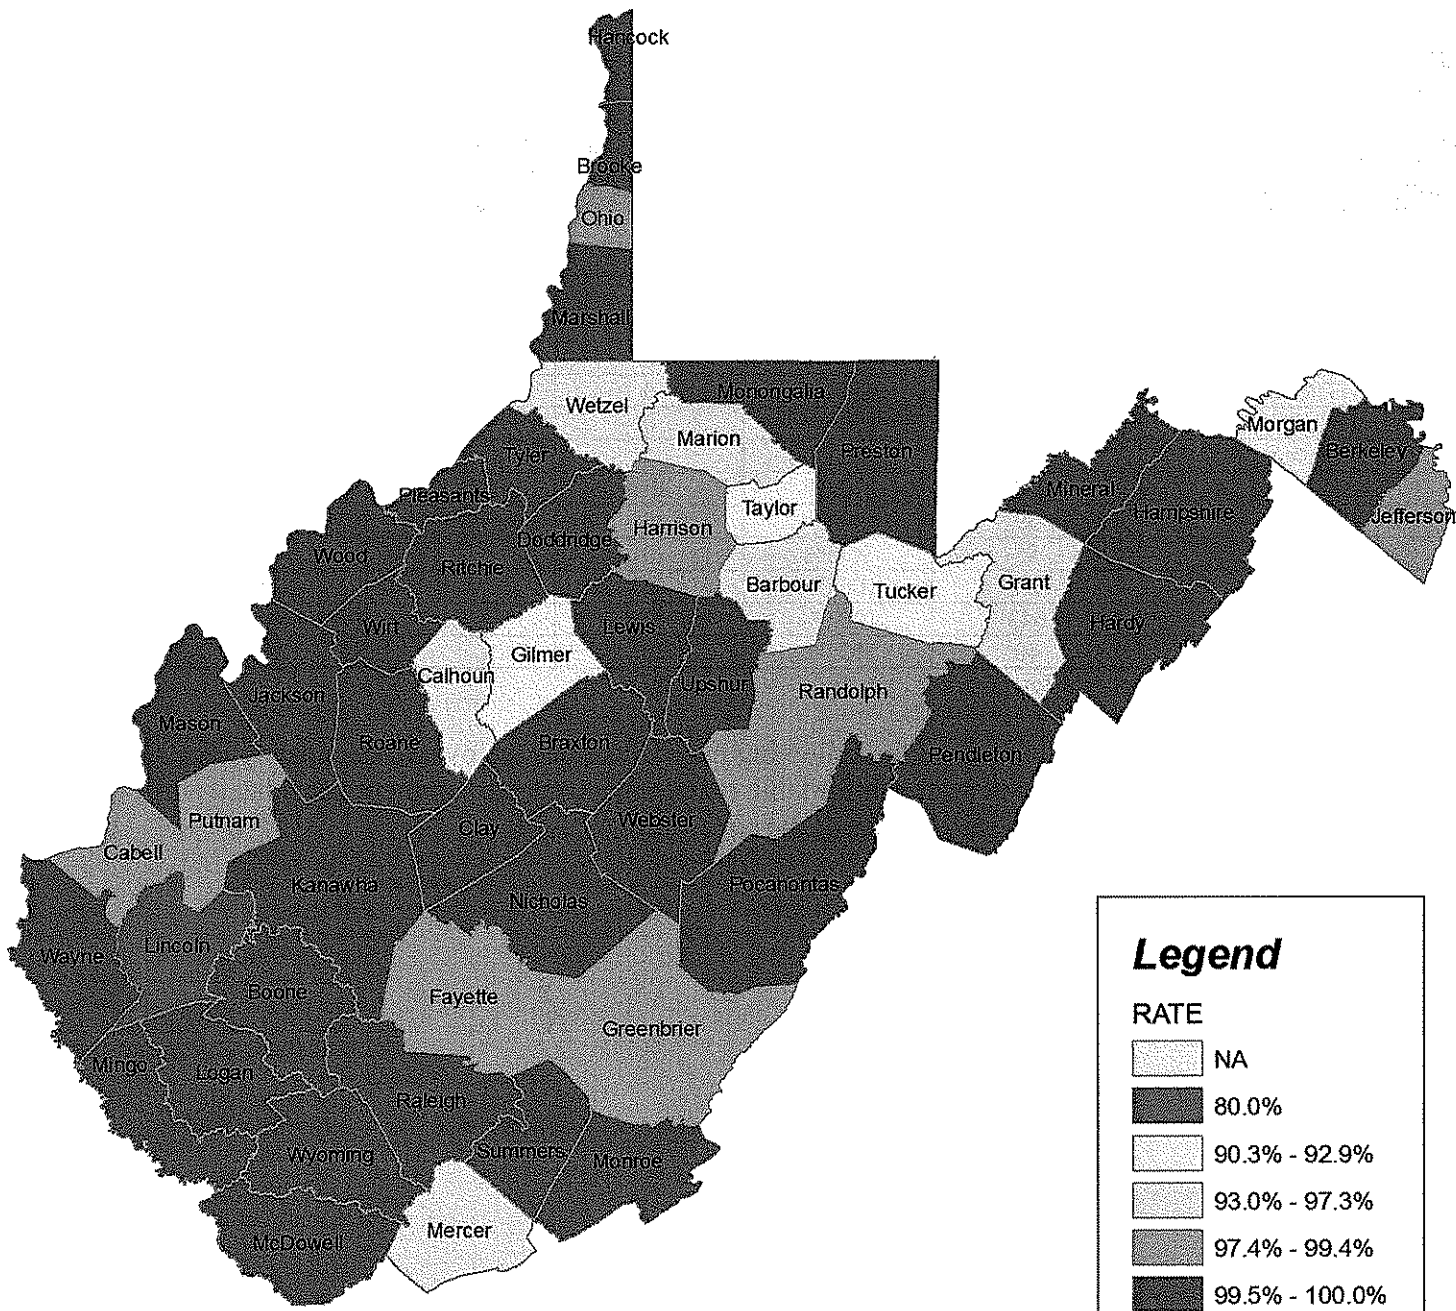 Hancock
Brooke
Ohio
Marshall
Wetzel
Monongalia
Marion
Preston
Morgan
Berkeley
Jefferson
Tyler
Pleasants
Mineral
Hampshire
Taylor
Harrison
Doddridge
Wood
Ritchie
Barbour
Tucker
Grant
Hardy
Wirt
Lewis
Gilmer
Calhoun
Upshur
Randolph
Jackson
Mason
Roane
Braxton
Pendleton
Putnam
Clay
Webster
Cabell
Kanawha
Pocahontas
Nicholas
Lincoln
Wayne
Boone
Fayette
Greenbrier
Mingo
Logan
Raleigh
Wyoming
Summers
Monroe
Mercer
McDowell
Legend
RATE
NA
80.0%
90.3% - 92.9%
93.0% - 97.3%
97.4% - 99.4%
99.5% - 100.0%